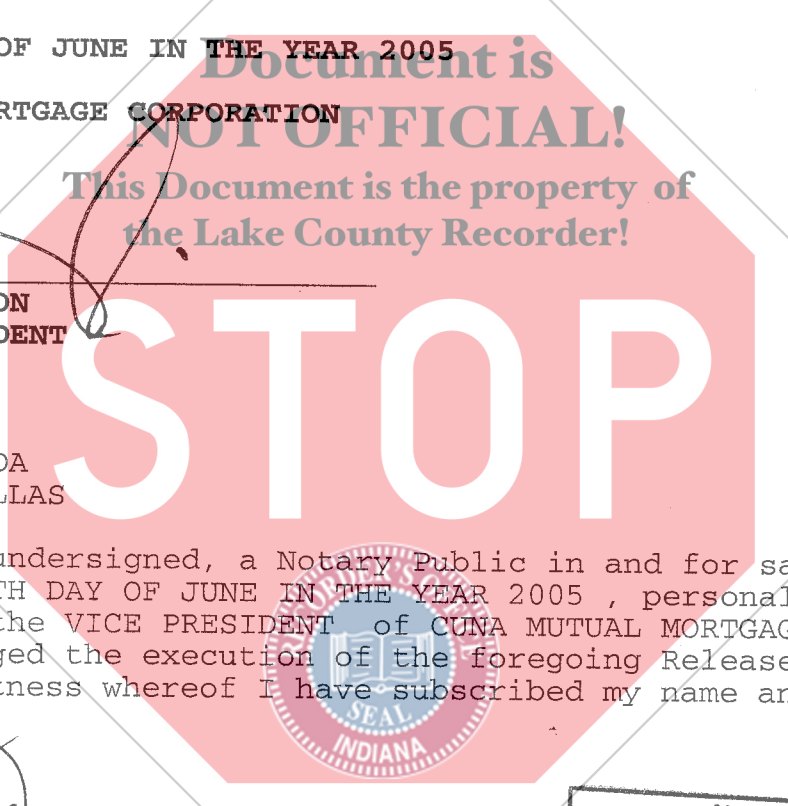 OF JUNE IN THE YEAR 2005
Document is
RTGAGE CORPORATION
NOT OFFICIAL!
This Document is the property of
the Lake County Recorder!
ON
DENT
STOP
DA
LLAS
undersigned, a Notary Public in and for sa
TH DAY OF JUNE IN THE YEAR 2005 , personal
the VICE PRESIDENT of CUNA MUTUAL MORTGAG
ged the execution of the foregoing Release
tness whereof I have subscribed my name an
SEAL
INDIANA